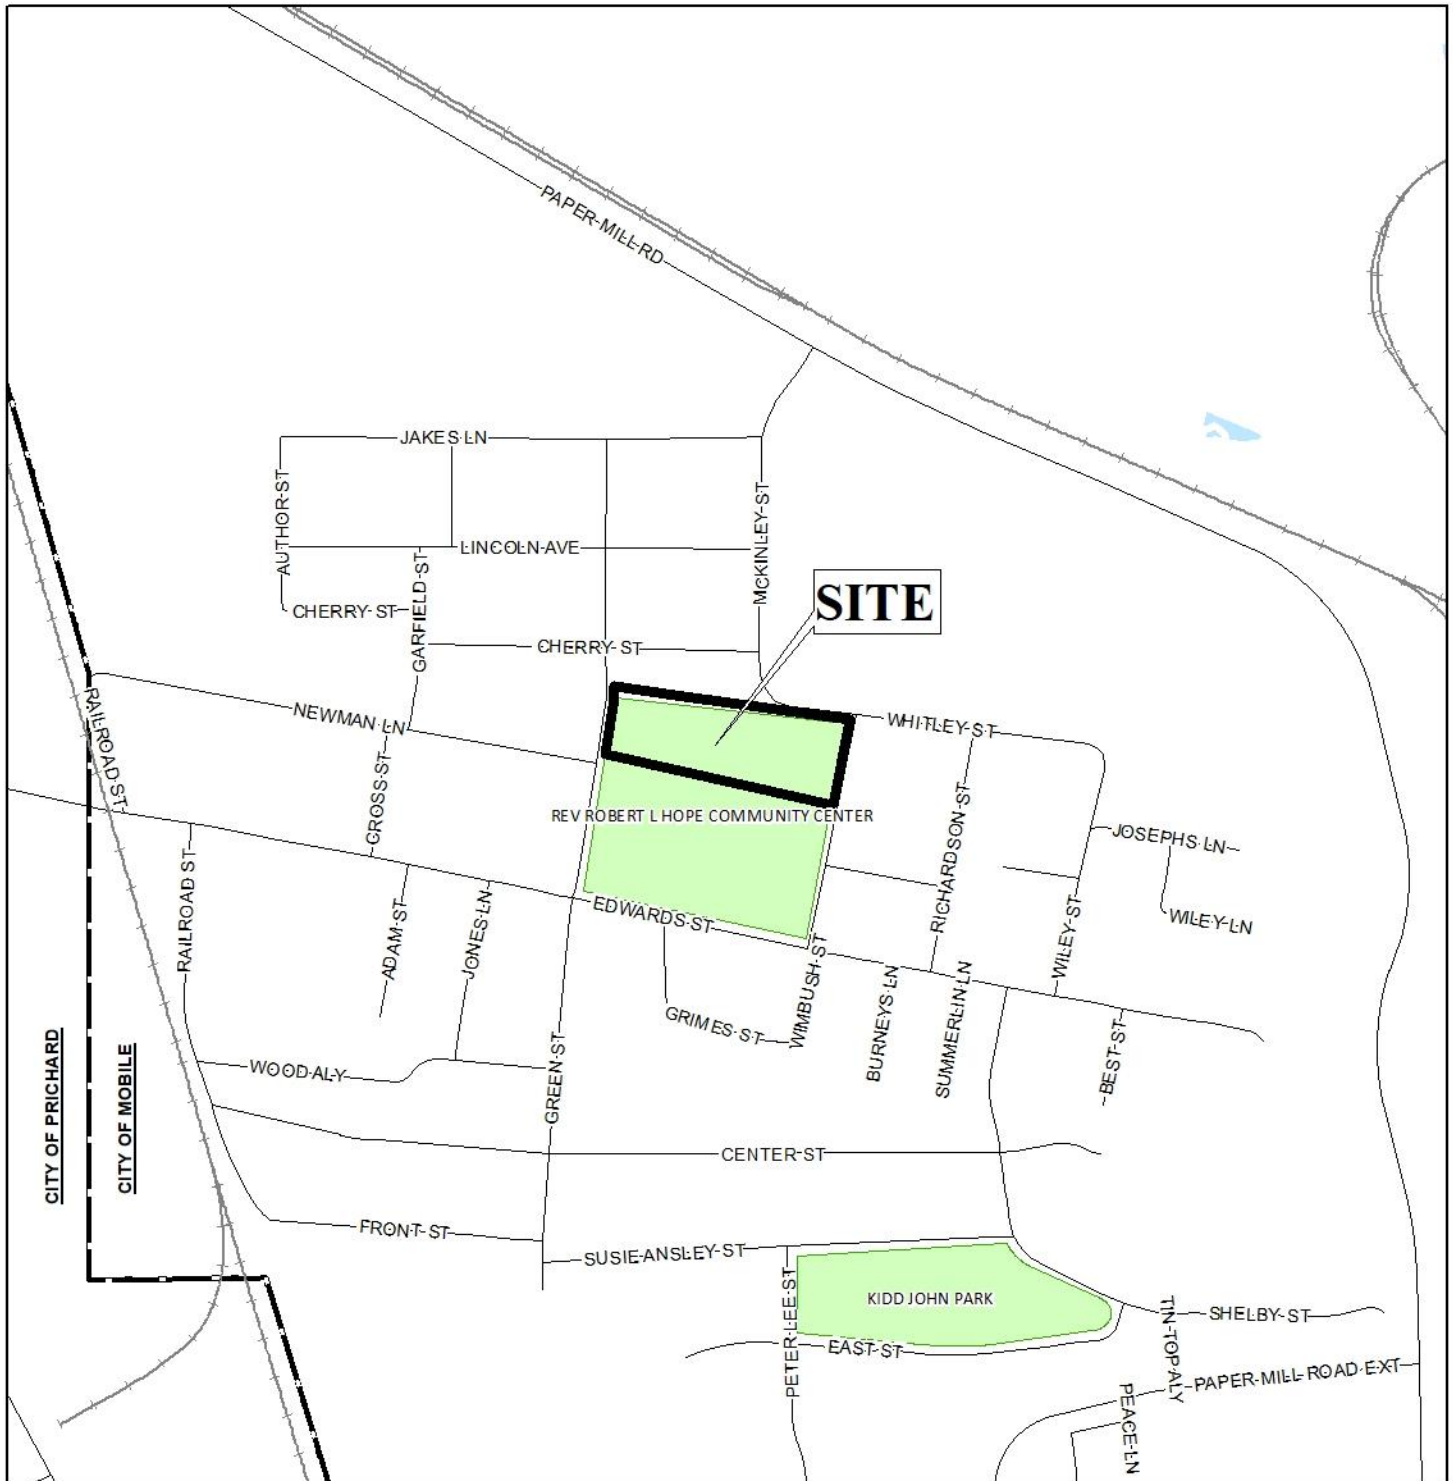 PAPER MILL RD
JAKES LN
AUTHOR ST
MCKINLEY ST
LINCOLN AVE
GARFIELD ST
SITE
CHERRY ST
CHERRY ST
NEWMAN LN
WHITLEY ST
RAILROAD ST
CROSS ST
REV ROBERT L HOPE COMMUNITY CENTER
RICHARDSON ST
JOSEPHS LN
RAILROAD ST
ADAM ST
JONES LN
EDWARDS ST
WILEY ST
WILEY LN
WIMBUSH ST
BURNEYS LN
SUMMERLIN LN
GRIMES ST
BEST ST
GREEN ST
WOOD ALY
CITY OF PRICHARD
CITY OF MOBILE
CENTER ST
FRONT ST
SUSIE ANSLEY ST
PETER LEE ST
KIDD JOHN PARK
TIN TOP ALY
SHELBY ST
EAST ST
PAPER MILL ROAD EXT
PEACE LN